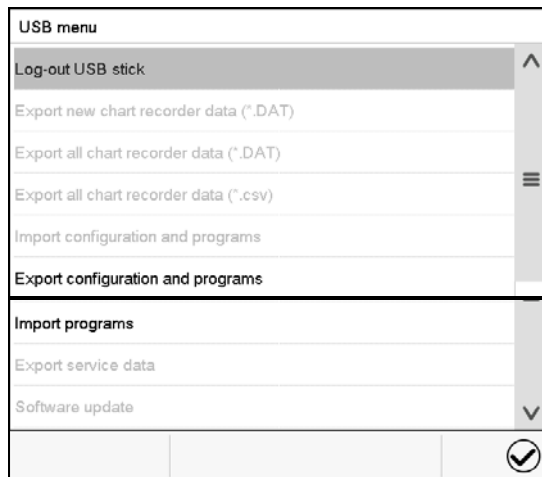 USB menu
Log-out USB stick
Export new chart recorder data (*.DAT)
Export all chart recorder data (*.DAT)
Export all chart recorder data (*.csv)
Import configuration and programs
Export configuration and programs
Import programs
Export service data
Software update